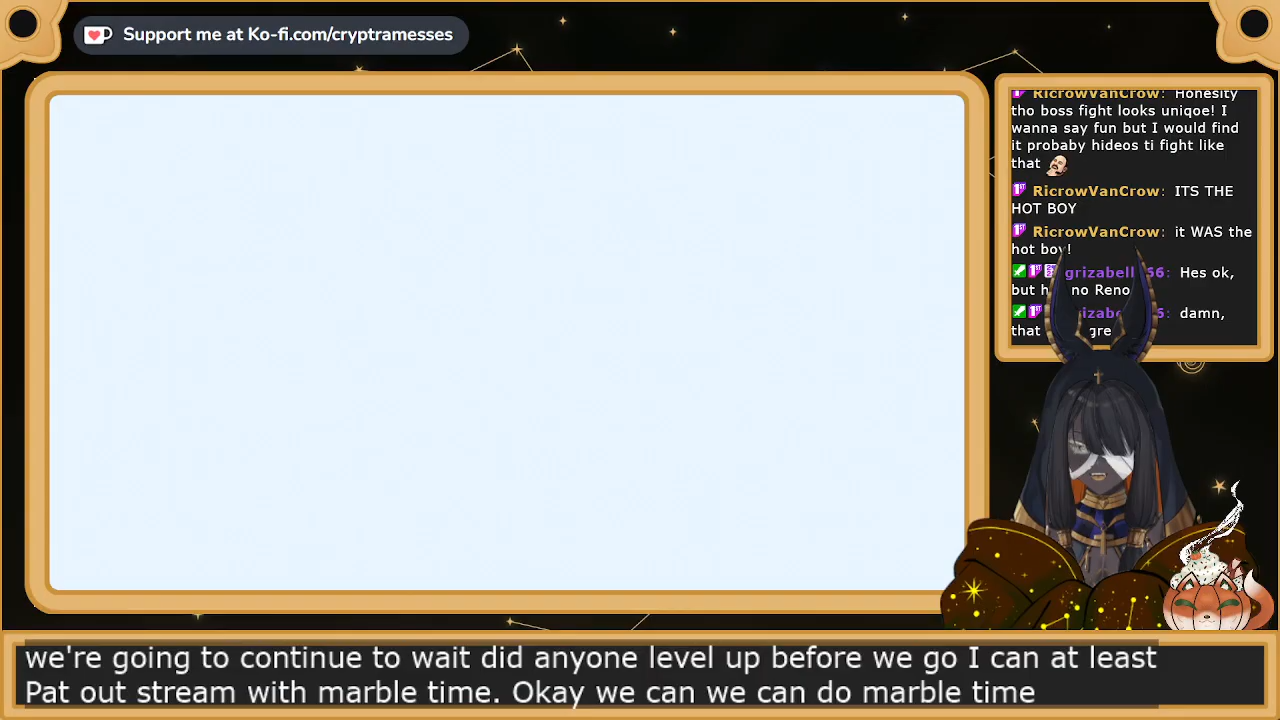 Support me at Ko-fi.com/cryptramesses
RicrowVanCrow: Honesity
tho boss fight looks uniqoe! I
wanna say fun but I would find
it probaby hideos ti fight like
that
RicrowVanCrow: ITS THE
HOT BOY
RicrowVanCrow: it WAS the
hot boy!
Hes ok,
but no Reno
damn,
that
we're going to continue to wait did anyone level up before we go I can at least
Pat out stream with marble time. Okay we can we can do marble time